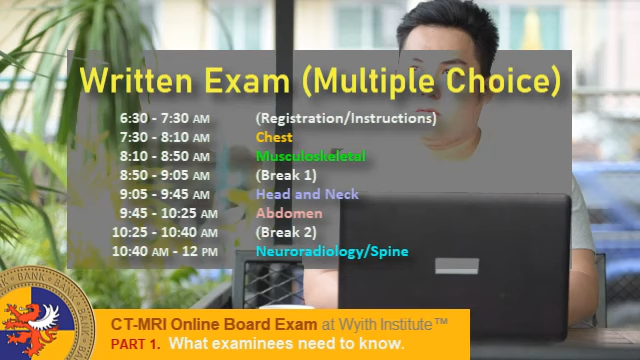 Written Exam (Multiple Choice)
6:30 - 7:30 AM (Registration/Instructions)
7:30 - 8:10 AM Chest
8:10 - 8:50 AM Musculoskeletal
8:50 - 9:05 AM (Break 1)
9:05 - 9:45 AM Head and Neck
9:45 - 10:25 AM Abdomen
10:25 - 10:40 AM (Break 2)
10:40 AM - 12 PM Neuroradiology/Spine
CT-MRI Online Board Exam at Wyith Institute™
PART 1. What examinees need to know.